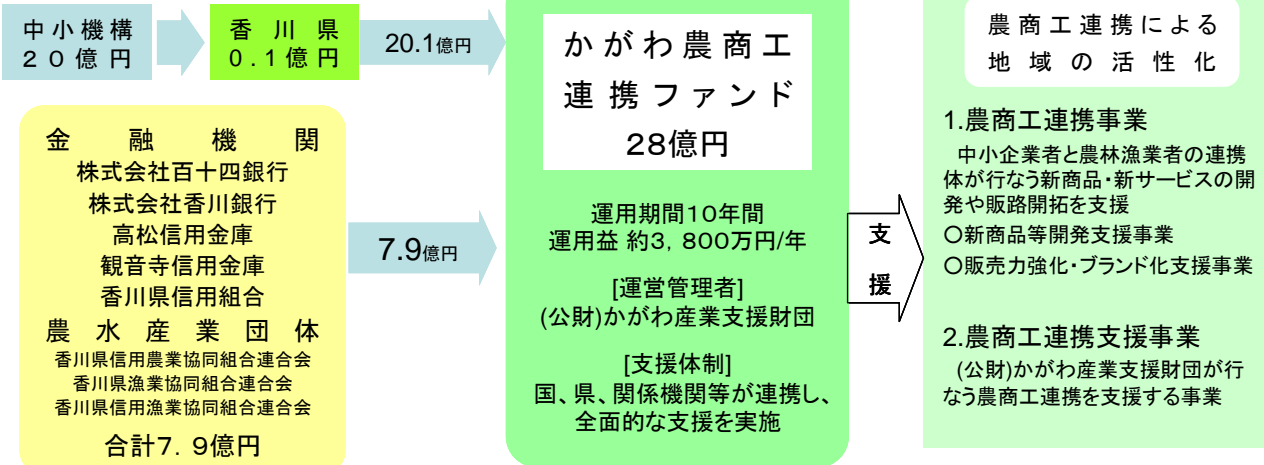 中小機構
２０億円
香川県
0.1億円
20.1億円
金融機関
株式会社百十四銀行
株式会社香川銀行
高松信用金庫
観音寺信用金庫
香川県信用組合
農水産業団体
香川県信用農業協同組合連合会
香川県漁業協同組合連合会
香川県信用漁業協同組合連合会
合計７．９億円
7.9億円
かがわ農商工
連携ファンド
28億円
運用期間１０年間
運用益 約３，８００万円/年
[運営管理者]
(公財)かがわ産業支援財団
[支援体制]
国、県、関係機関等が連携し、
全面的な支援を実施
支
援
農商工連携による
地域の活性化
1.農商工連携事業
中小企業者と農林漁業者の連携
体が行なう新商品・新サービスの開
発や販路開拓を支援
〇新商品等開発支援事業
〇販売力強化・ブランド化支援事業
2.農商工連携支援事業
(公財)かがわ産業支援財団が行
なう農商工連携を支援する事業